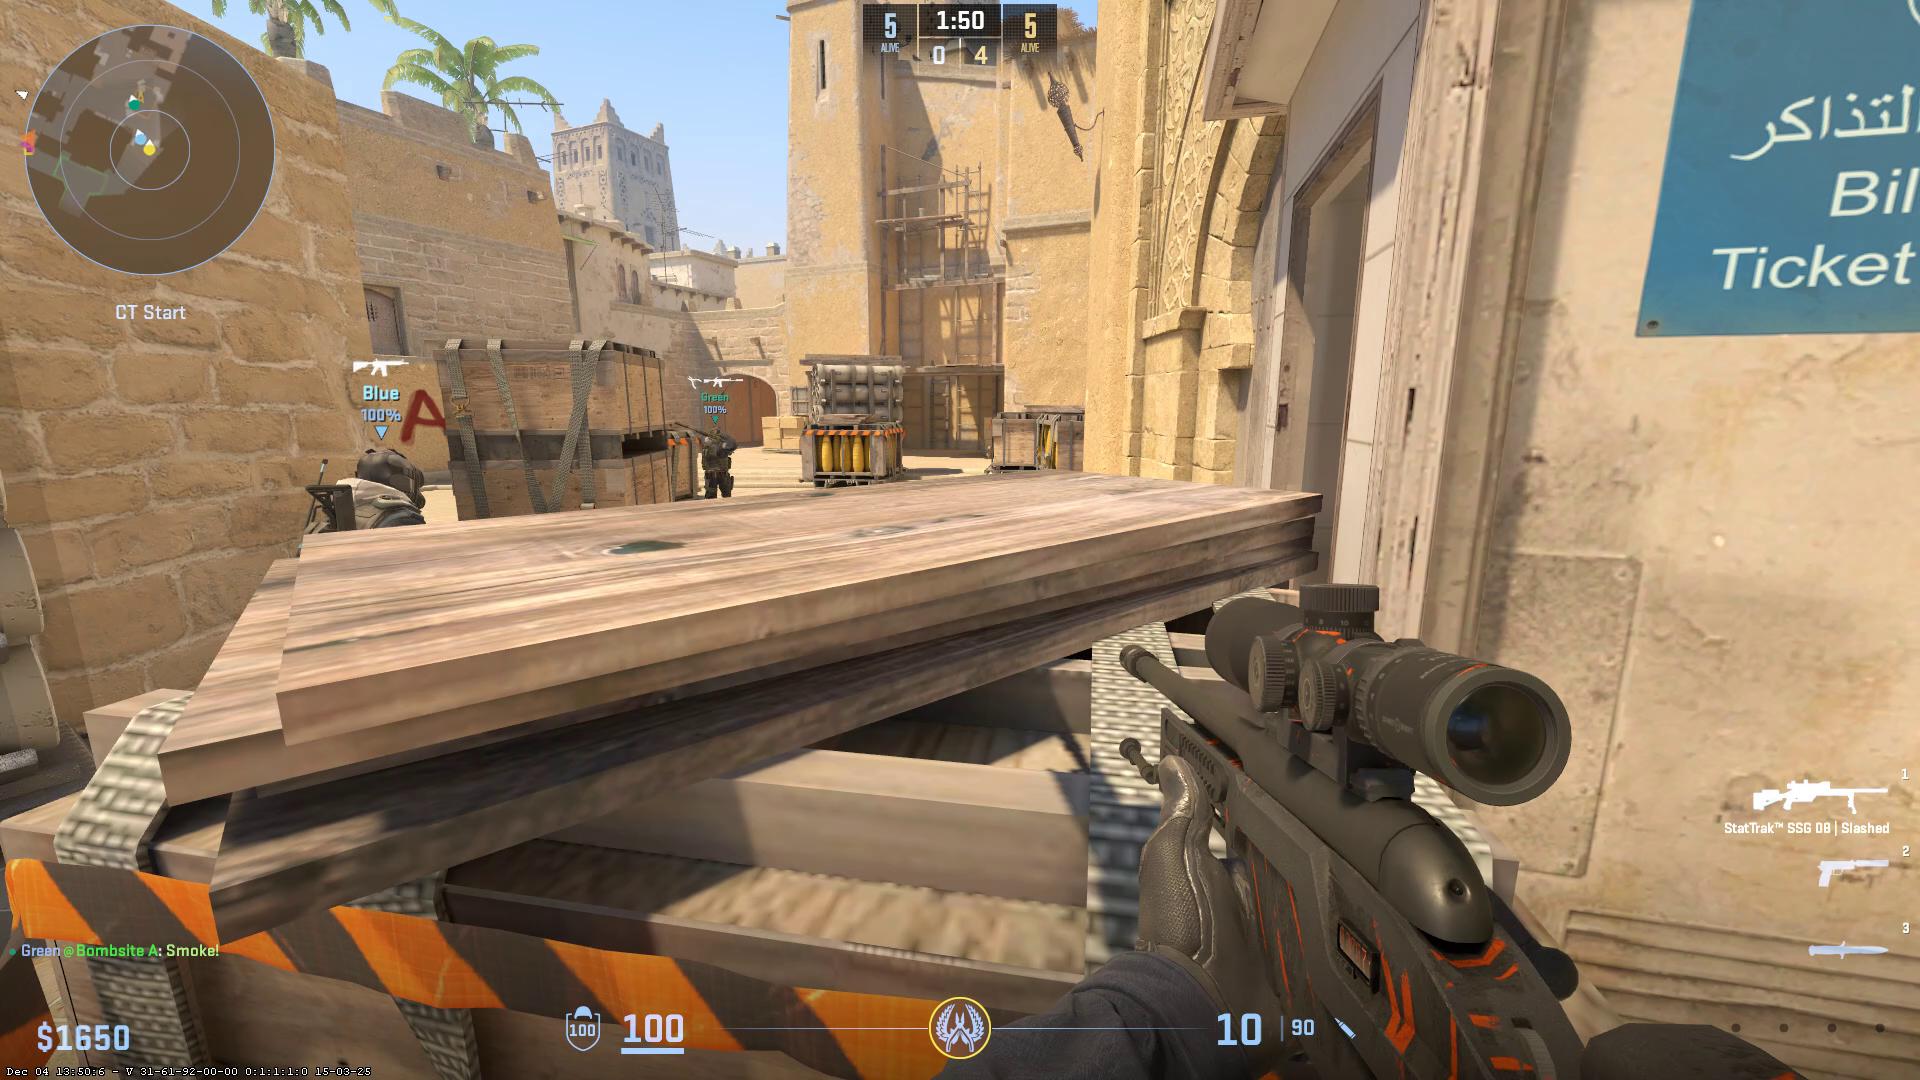 5 1:50 5
ALIVE 0 4 ALIVE
CT Start
Blue
100%
A
Green
100%
التذاكر
Bil
Ticket
1
StatTrak™ SSG 08 | Slashed
2
3
Green@Bombsite A: Smoke!
$1650
100 100
10 | 90
Dec 04 13:50:6 - V 31-61-92-00-00 0:1:1:1:0 15-03-25